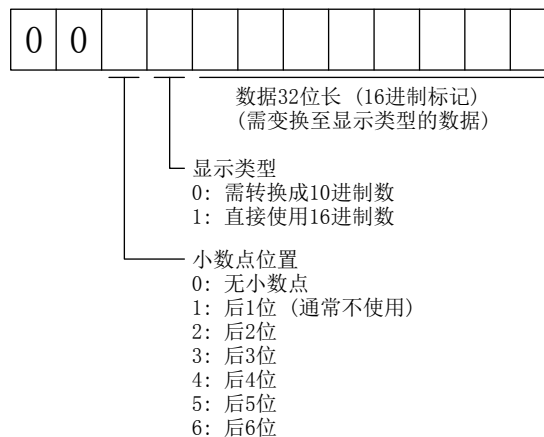 0 0
数据32位长 (16进制标记)
(需变换至显示类型的数据)
显示类型
0: 需转换成10进制数
1: 直接使用16进制数
小数点位置
0: 无小数点
1: 后1位 (通常不使用)
2: 后2位
3: 后3位
4: 后4位
5: 后5位
6: 后6位